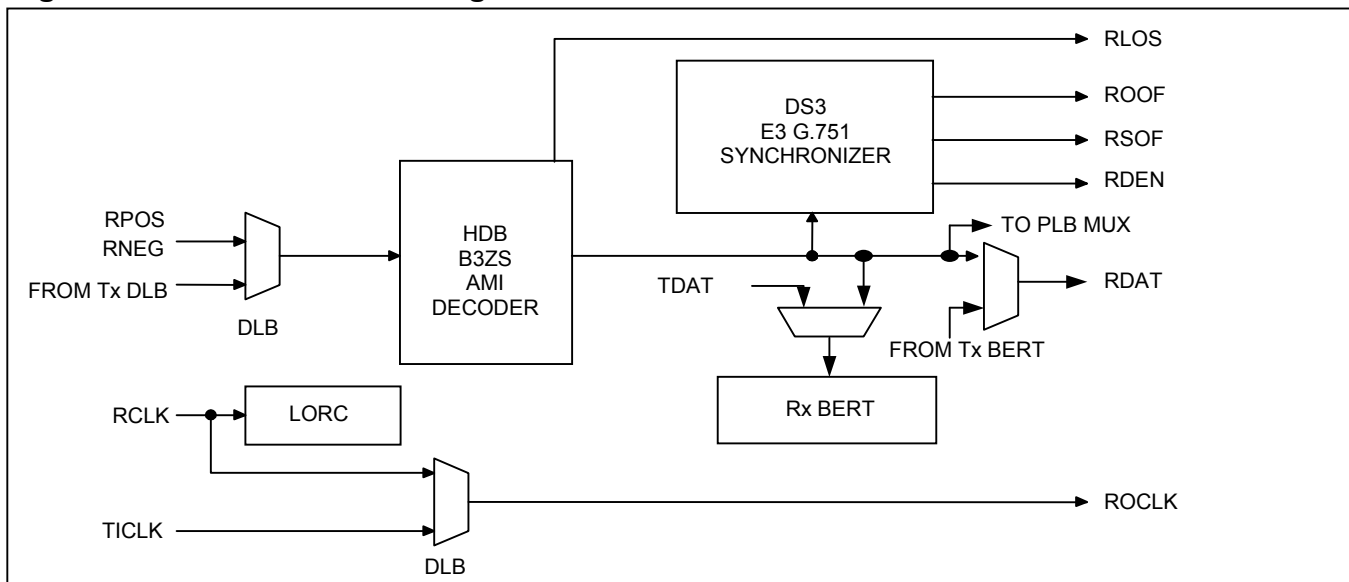 RLOS
DS3
E3 G.751
SYNCHRONIZER
ROOF
RSOF
RDEN
RPOS
RNEG
FROM Tx DLB
DLB
HDB
B3ZS
AMI
DECODER
TO PLB MUX
TDAT
RDAT
FROM Tx BERT
Rx BERT
RCLK
LORC
TICLK
DLB
ROCLK